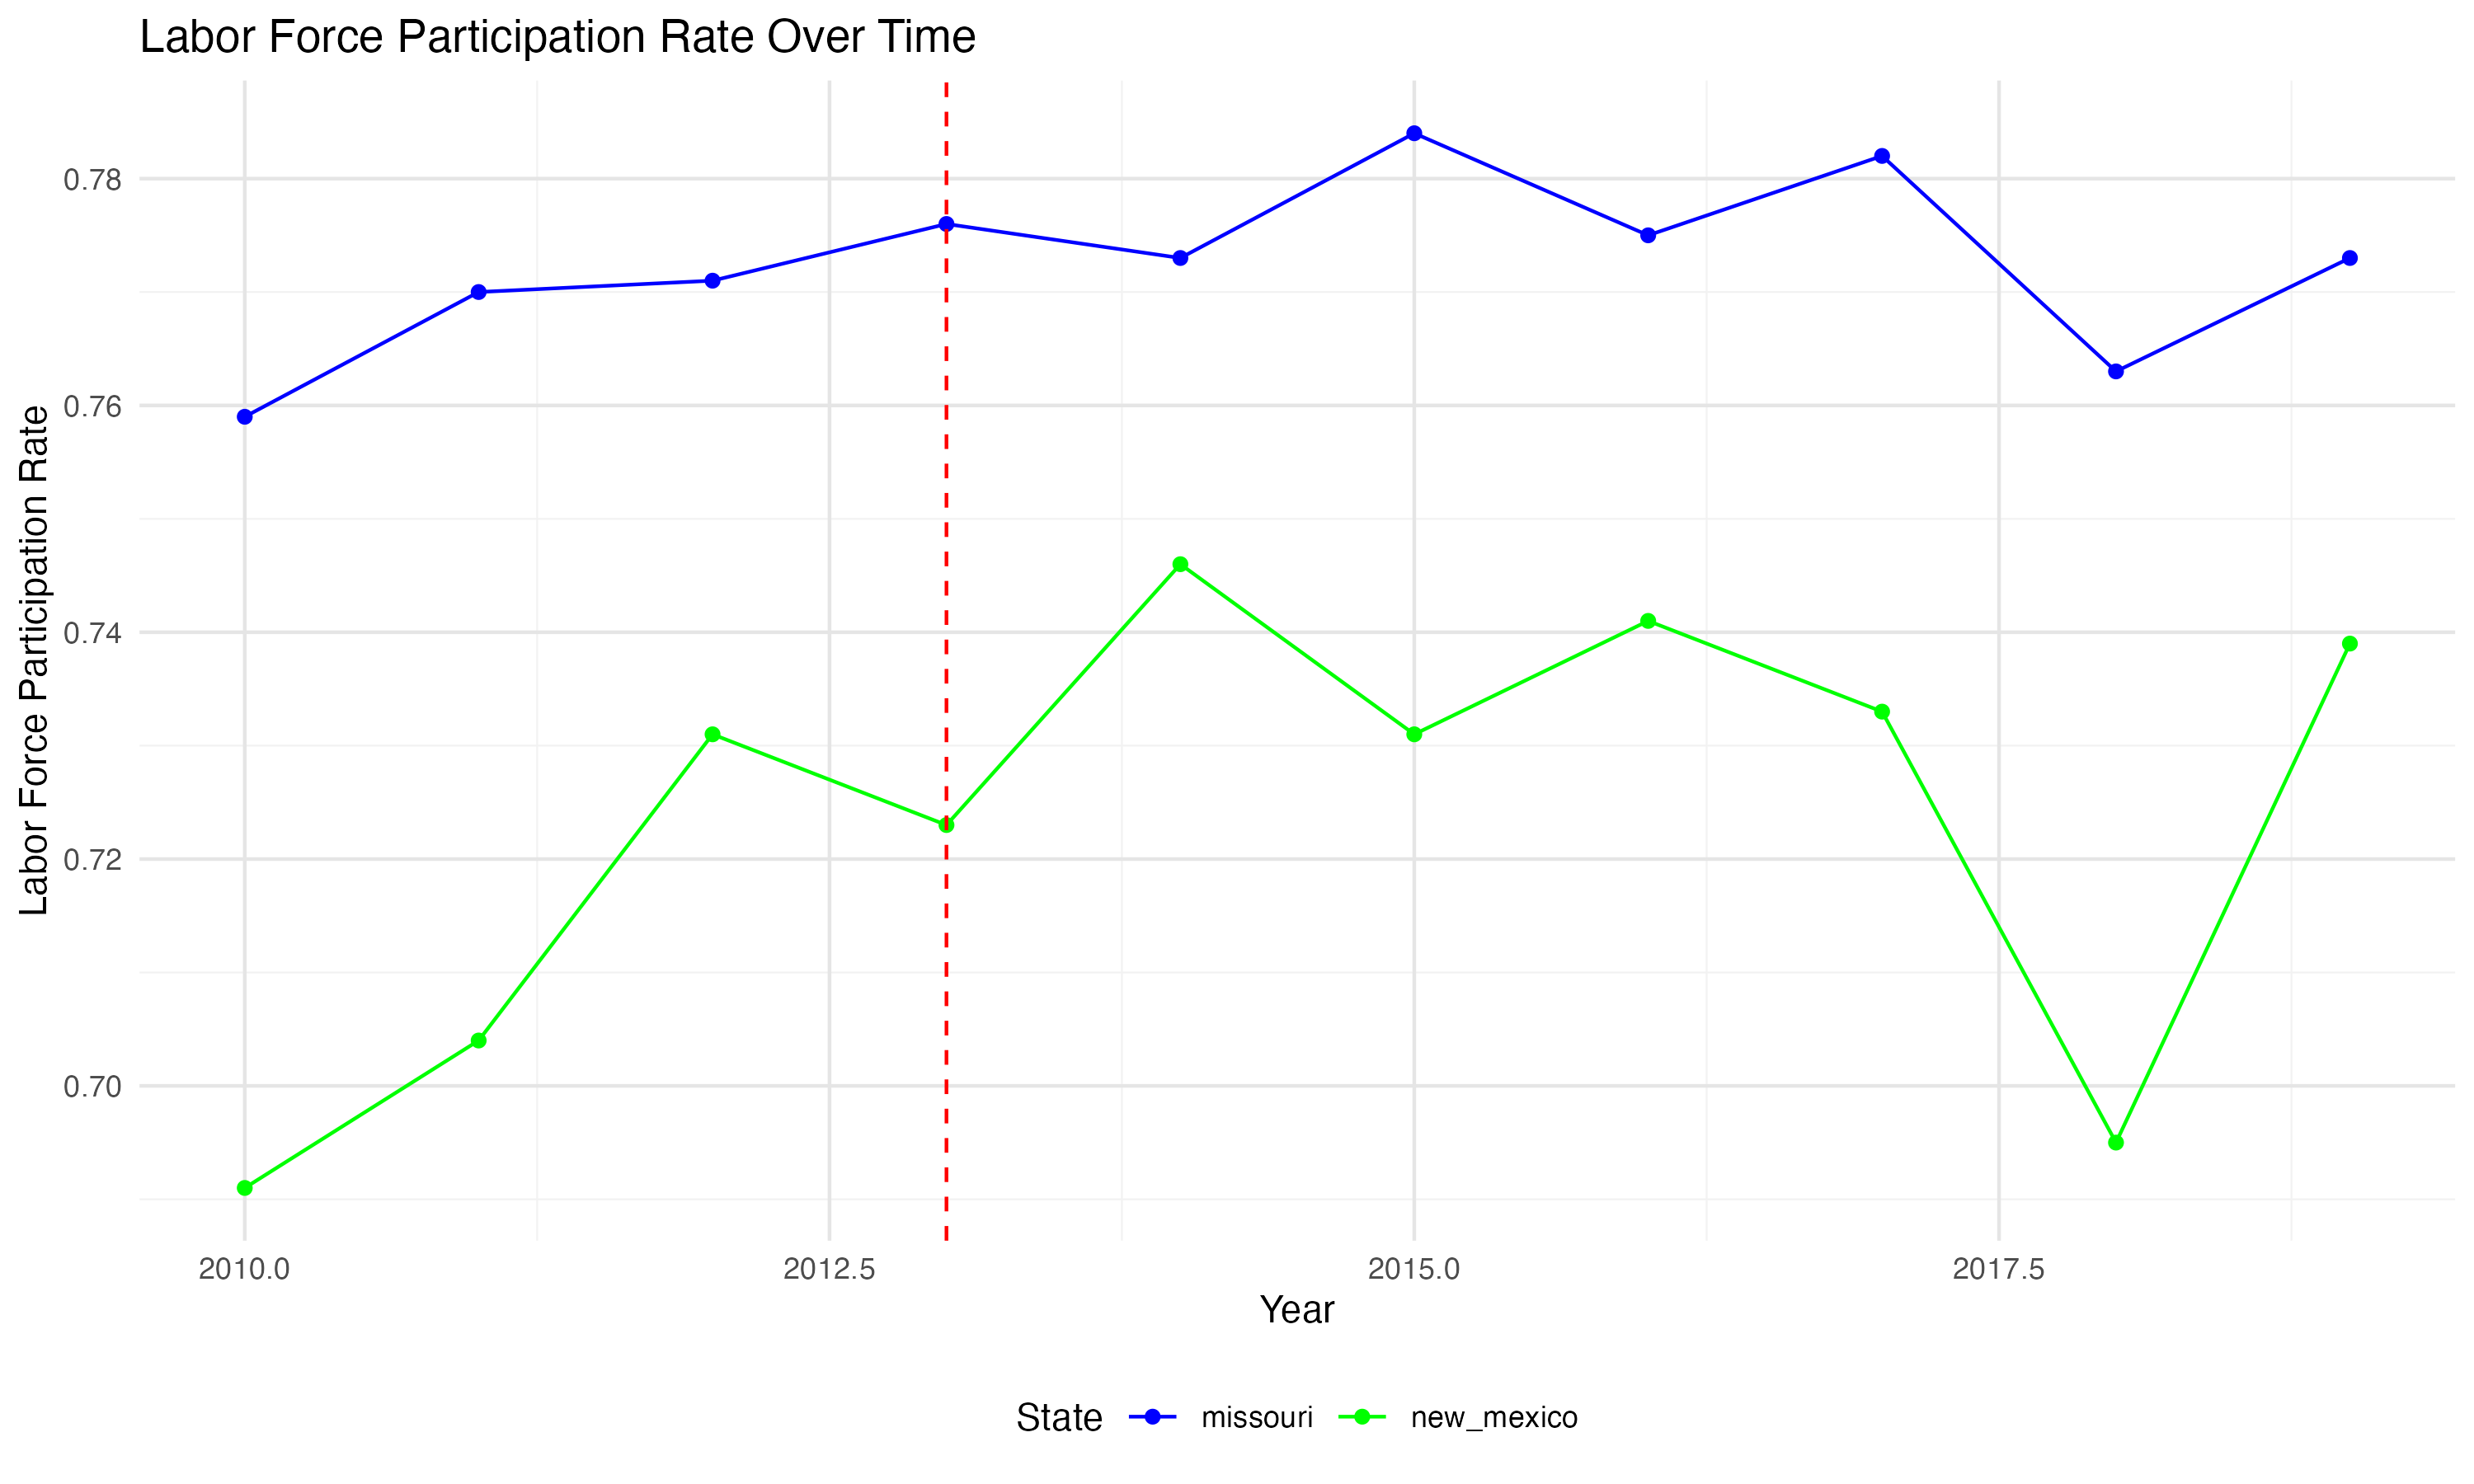 Labor Force Participation Rate Over Time
Labor Force Participation Rate
0.78
0.76
0.74
0.72
0.70
2010.0 2012.5 2015.0 2017.5
Year
State missouri new_mexico